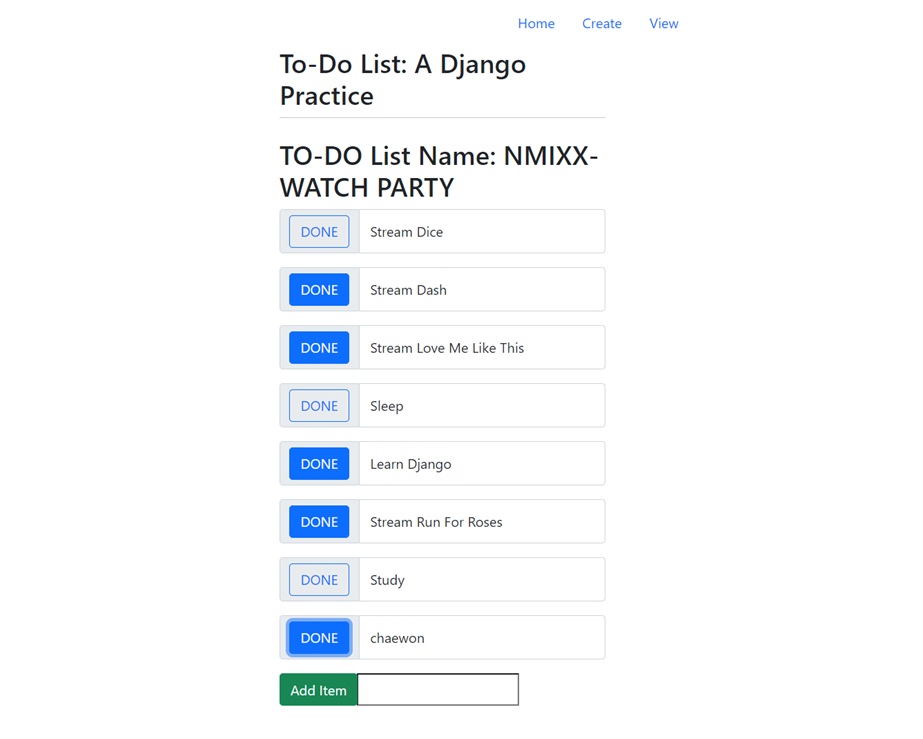 Home Create View
To-Do List: A Django
Practice
TO-DO List Name: NMIXX-
WATCH PARTY
DONE Stream Dice
DONE Stream Dash
DONE Stream Love Me Like This
DONE Sleep
DONE Learn Django
DONE Stream Run For Roses
DONE Study
DONE chaewon
Add Item